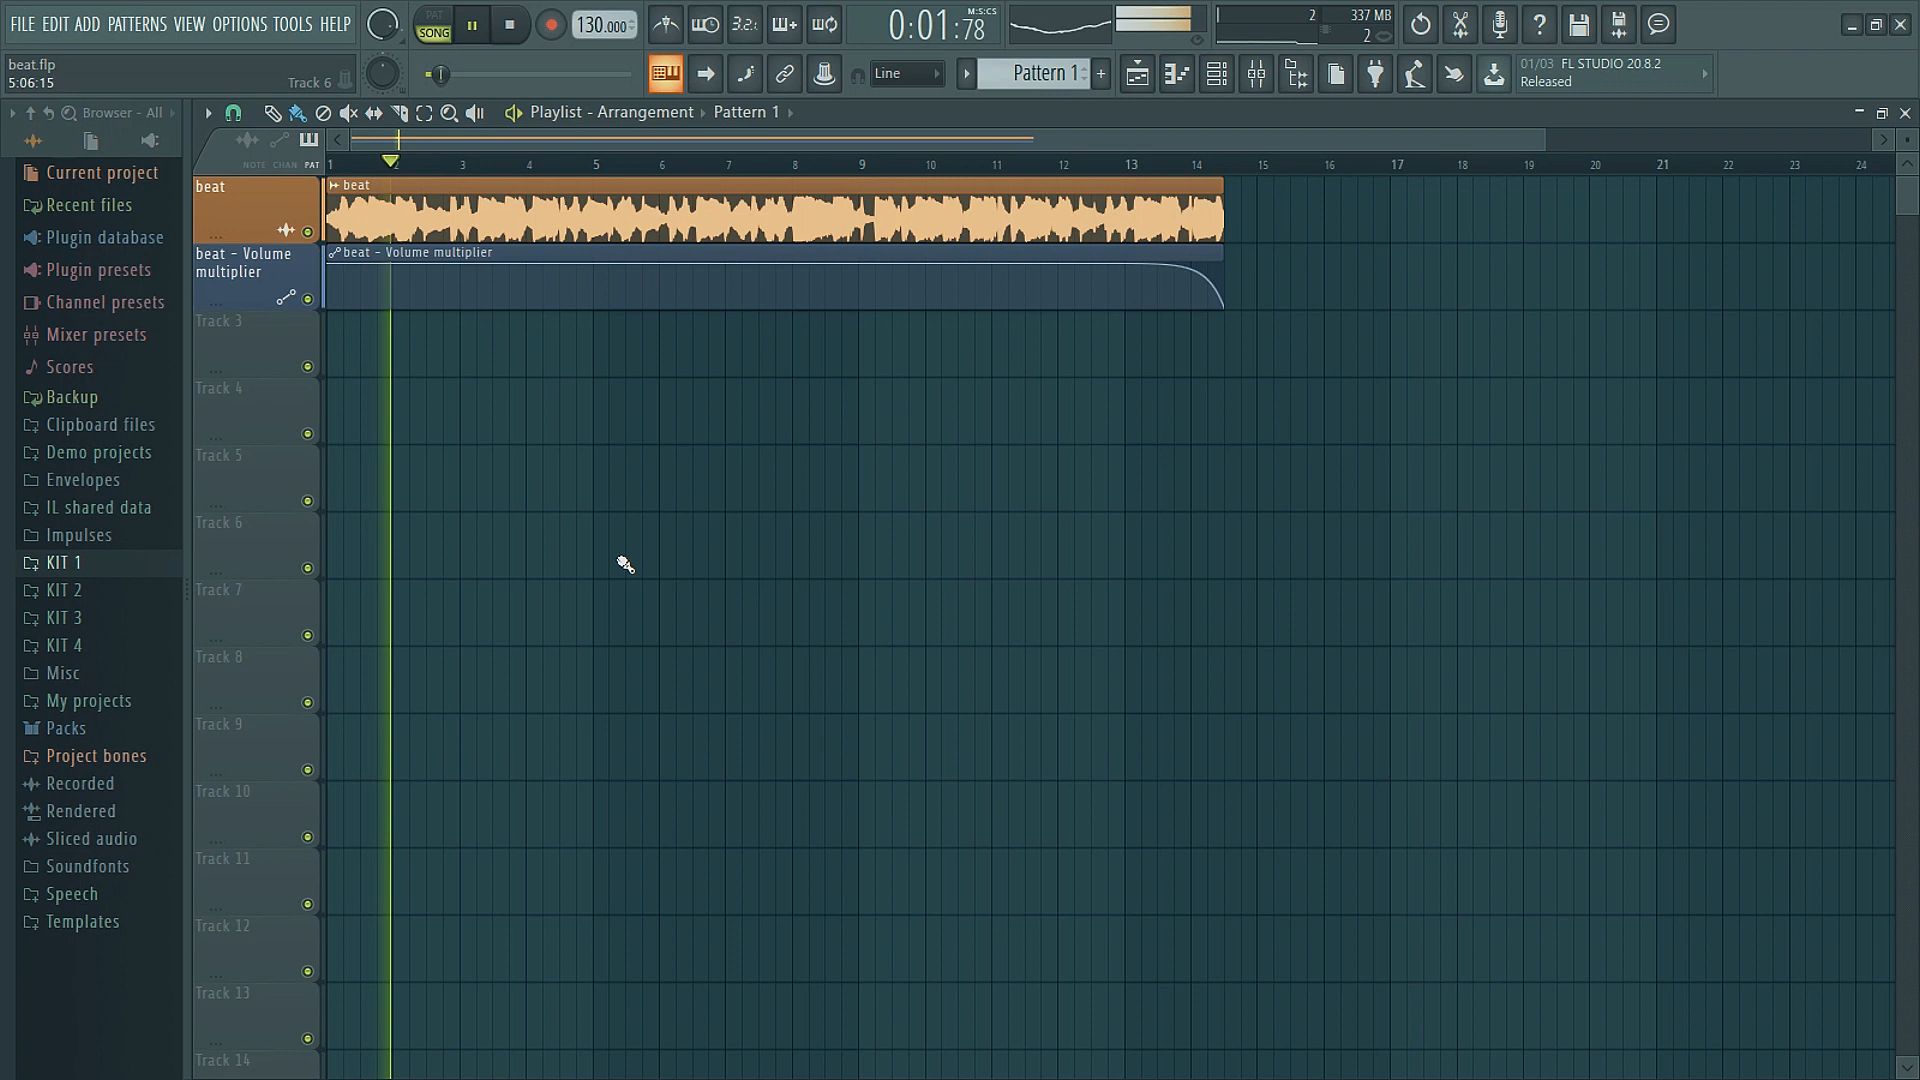 FILE EDIT ADD PATTERNS VIEW OPTIONS TOOLS HELP
PAT
SONG
130.000
3.2:
0:01:78
M:S:CS
2
337 MB
2
beat.flp
5:06:15
Track 6
Line
Pattern 1
+
01/03 FL STUDIO 20.8.2
Released
Browser - All
Playlist - Arrangement › Pattern 1 ›
NOTE CHAN PAT
1 2 3 4 5 6 7 8 9 10 11 12 13 14 15 16 17 18 19 20 21 22 23 24
Current project
Recent files
Plugin database
Plugin presets
Channel presets
Mixer presets
Scores
Backup
Clipboard files
Demo projects
Envelopes
IL shared data
Impulses
KIT 1
KIT 2
KIT 3
KIT 4
Misc
My projects
Packs
Project bones
Recorded
Rendered
Sliced audio
Soundfonts
Speech
Templates
beat
beat
beat - Volume
multiplier
beat - Volume multiplier
Track 3
Track 4
Track 5
Track 6
Track 7
Track 8
Track 9
Track 10
Track 11
Track 12
Track 13
Track 14